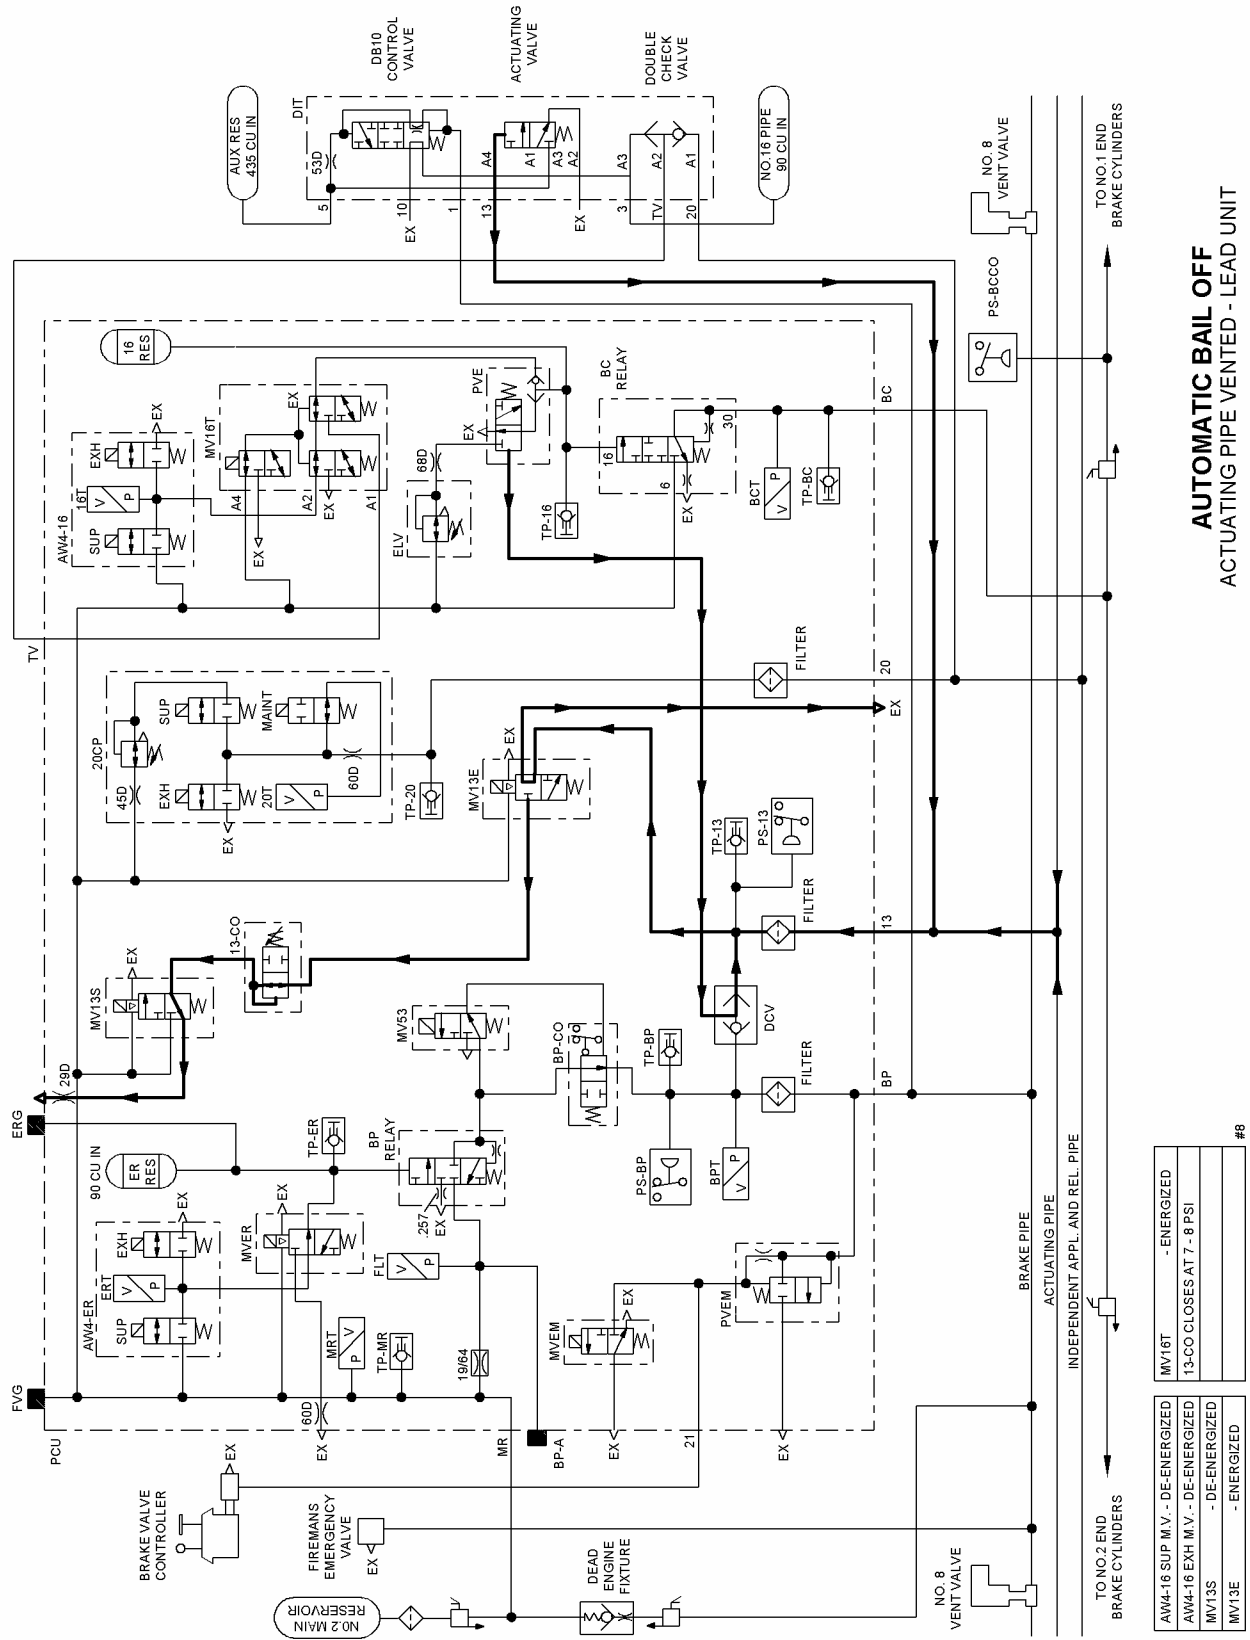 AUTOMATIC BAIL OFF
ACTUATING PIPE VENTED - LEAD UNIT
AUX RES
435 CU IN
DIT
DB10
CONTROL
VALVE
ACTUATING
VALVE
DOUBLE
CHECK
VALVE
53D
A4
A1
A3
A2
A3
A2
A1
NO.16 PIPE
90 CU IN
5
10
EX
1
13
EX
3
TV
20
NO. 8
VENT VALVE
TO NO.1 END
BRAKE CYLINDERS
16
RES
AW4-16
SUP
16T
V
P
EXH
EX
MV16T
EX
A4
EX
A2
EX
A1
ELV
68D
PVE
EX
TP-16
BC
RELAY
16
6
30
EX
BCT
V
P
TP-BC
BC
PS-BCCO
TV
20CP
45D
SUP
EXH
EX
MAINT
20T
V
P
60D
TP-20
FILTER
20
MV13E
EX
EX
TP-13
PS-13
FILTER
13
MV13S
EX
13-CO
29D
ERG
MV53
BP-CO
TP-BP
DCV
FILTER
BP
90 CU IN
ER
RES
TP-ER
BP
RELAY
.257
EX
PS-BP
BPT
V
P
AW4-ER
SUP
ERT
V
P
EXH
EX
MVER
EX
FLT
V
P
MRT
V
P
TP-MR
19/64
60D
EX
MVEM
EX
EX
PVEM
EX
FVG
PCU
MR
BP-A
21
BRAKE VALVE
CONTROLLER
EX
FIREMANS
EMERGENCY
VALVE
EX
N0.2 MAIN
RESERVOIR
DEAD
ENGINE
FIXTURE
NO. 8
VENT VALVE
BRAKE PIPE
ACTUATING PIPE
INDEPENDENT APPL. AND REL. PIPE
TO NO.2 END
BRAKE CYLINDERS
AW4-16 SUP M.V. - DE-ENERGIZED
AW4-16 EXH M.V. - DE-ENERGIZED
MV13S - DE-ENERGIZED
MV13E - ENERGIZED
MV16T - ENERGIZED
13-CO CLOSES AT 7 - 8 PSI
#8